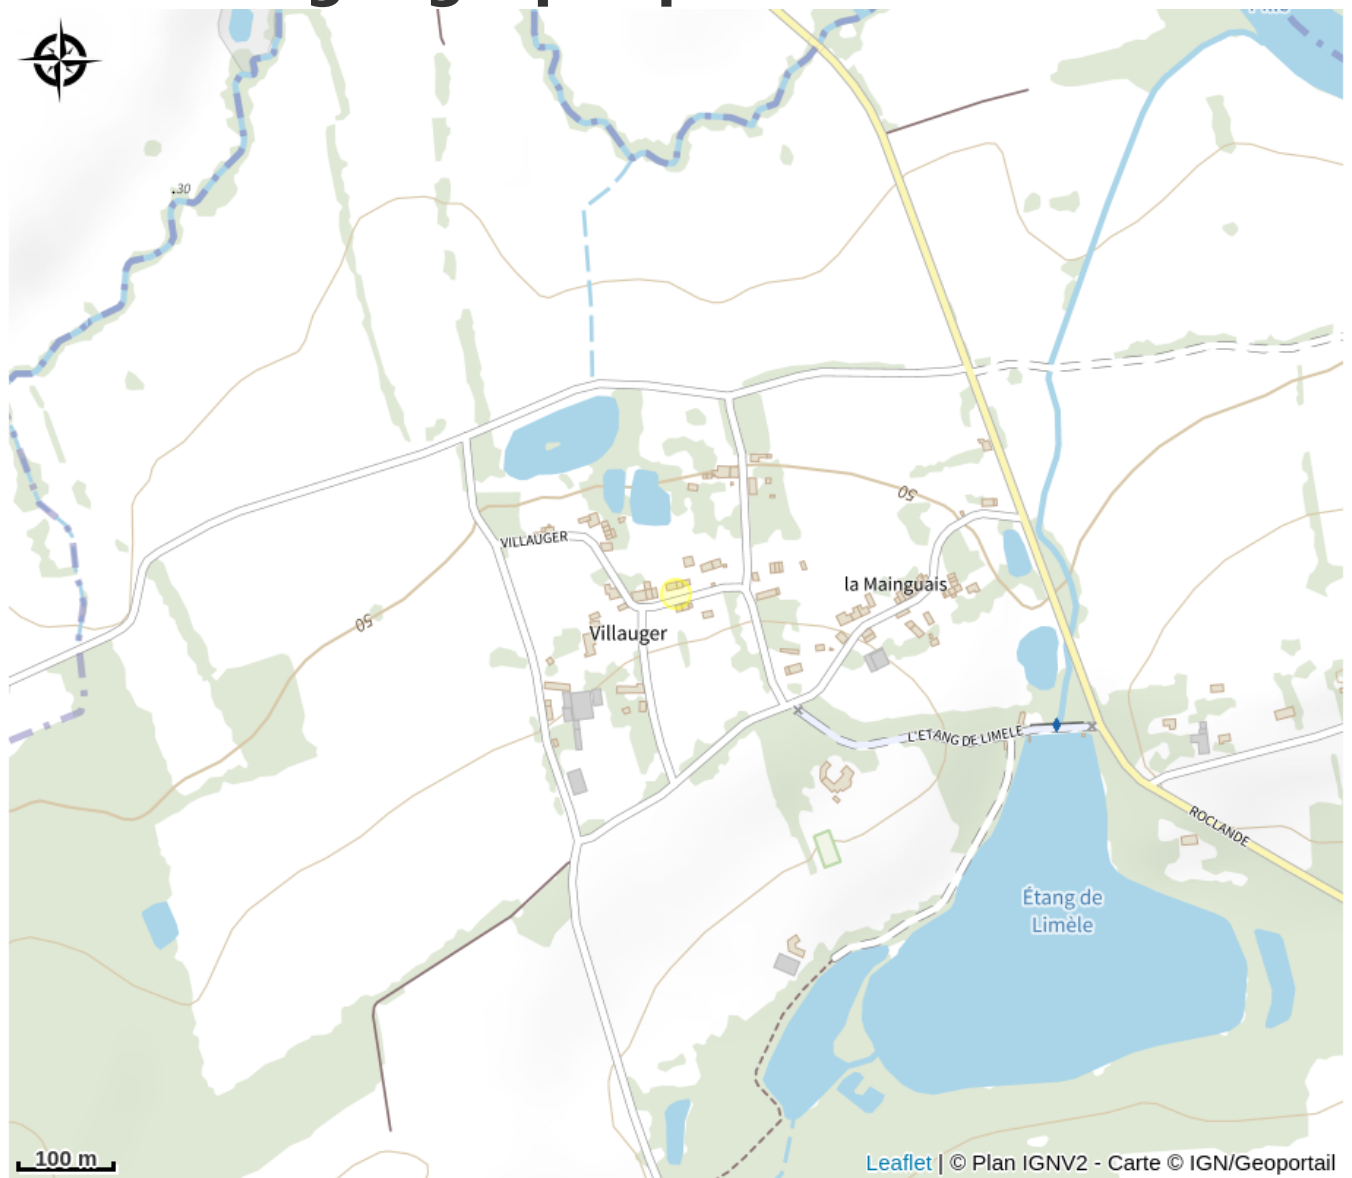 .30
50
VILLAUGER
la Mainguais
Villauger
50
L'ETANG DE LIMELE
ROCLANDE
Étang de
Limèle
100 m
Leaflet | © Plan IGNV2 - Carte © IGN/Geoportail